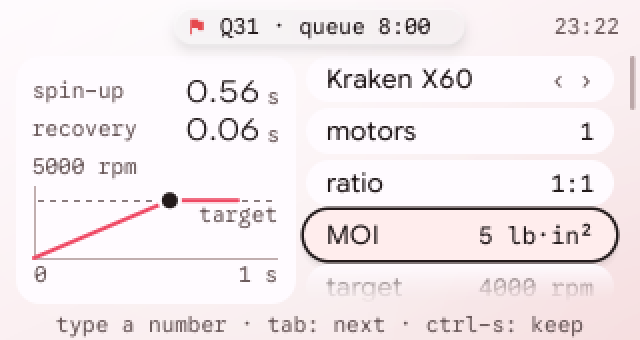 Q31 · queue 8:00
23:22
spin-up 0.56 s
recovery 0.06 s
5000 rpm
target
0 1 s
Kraken X60 ‹ ›
motors 1
ratio 1:1
MOI 5 lb·in²
target 4000 rpm
type a number · tab: next · ctrl-s: keep